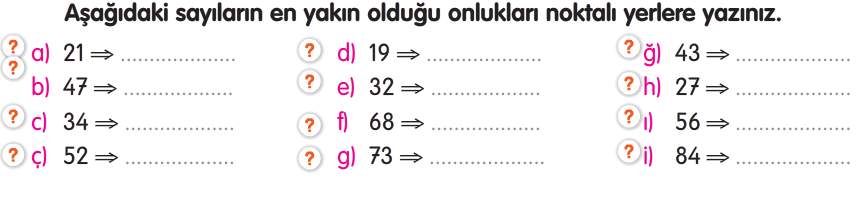 Aşağıdaki sayıların en yakın olduğu onlukları noktalı yerlere yazınız.
? a) 21 ⇒ ....................
? b) 47 ⇒ ....................
? c) 34 ⇒ ....................
? ç) 52 ⇒ ....................
? d) 19 ⇒ ....................
? e) 32 ⇒ ....................
? f) 68 ⇒ ....................
? g) 73 ⇒ ....................
? ğ) 43 ⇒ ....................
? h) 27 ⇒ ....................
? ı) 56 ⇒ ....................
? i) 84 ⇒ ....................